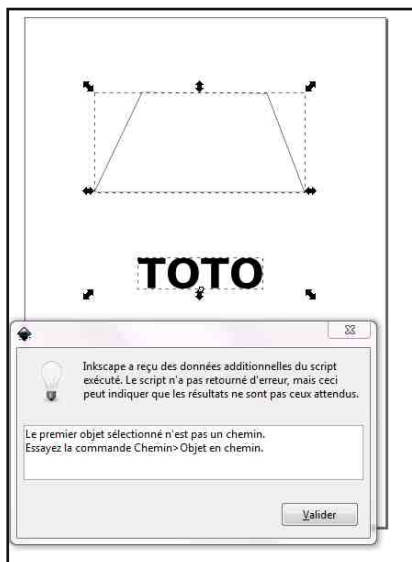 TOTO
Inkscape a reçu des données additionnelles du script
exécuté. Le script n'a pas retourné d'erreur, mais ceci
peut indiquer que les résultats ne sont pas ceux attendus.
Le premier objet sélectionné n'est pas un chemin.
Essayez la commande Chemin>Objet en chemin.
Valider